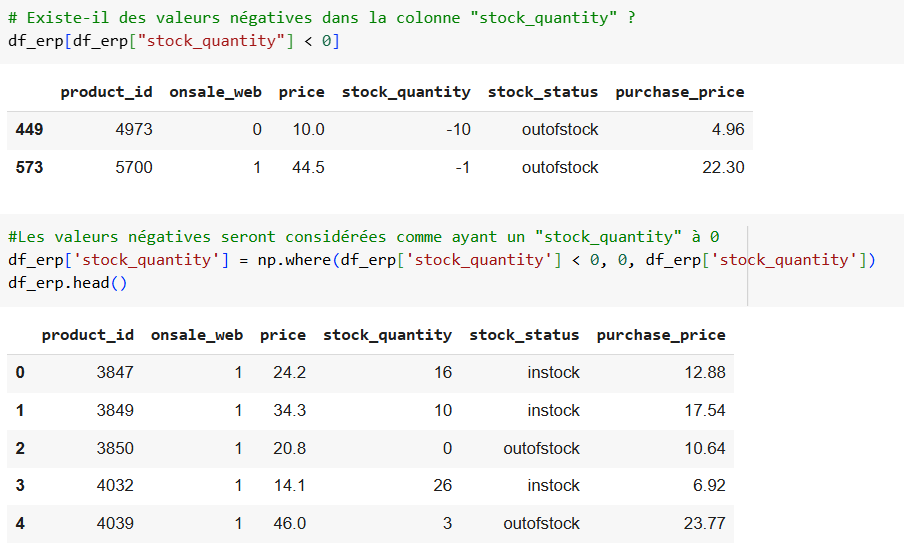 # Existe-il des valeurs négatives dans la colonne "stock_quantity" ?
df_erp[df_erp["stock_quantity"] < 0]
product_id onsale_web price stock_quantity stock_status purchase_price
449 4973 0 10.0 -10 outofstock 4.96
573 5700 1 44.5 -1 outofstock 22.30
#Les valeurs négatives seront considérées comme ayant un "stock_quantity" à 0
df_erp['stock_quantity'] = np.where(df_erp['stock_quantity'] < 0, 0, df_erp['stock_quantity'])
df_erp.head()
product_id onsale_web price stock_quantity stock_status purchase_price
0 3847 1 24.2 16 instock 12.88
1 3849 1 34.3 10 instock 17.54
2 3850 1 20.8 0 outofstock 10.64
3 4032 1 14.1 26 instock 6.92
4 4039 1 46.0 3 outofstock 23.77